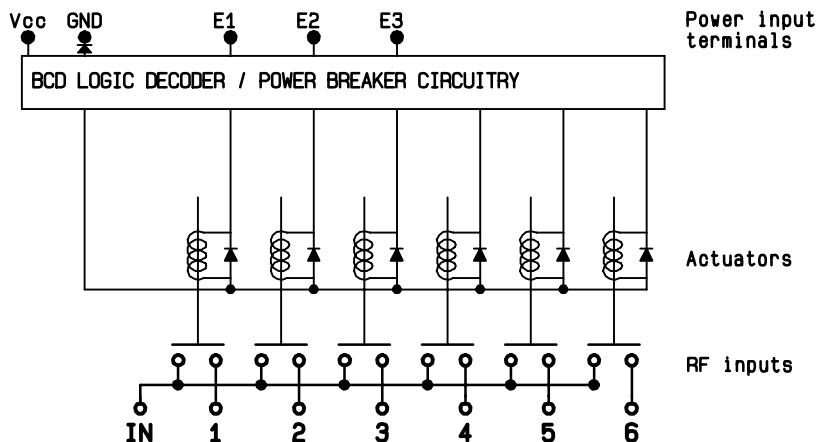 Vcc GND E1 E2 E3 Power input
terminals
BCD LOGIC DECODER / POWER BREAKER CIRCUITRY
Actuators
RF inputs
IN 1 2 3 4 5 6